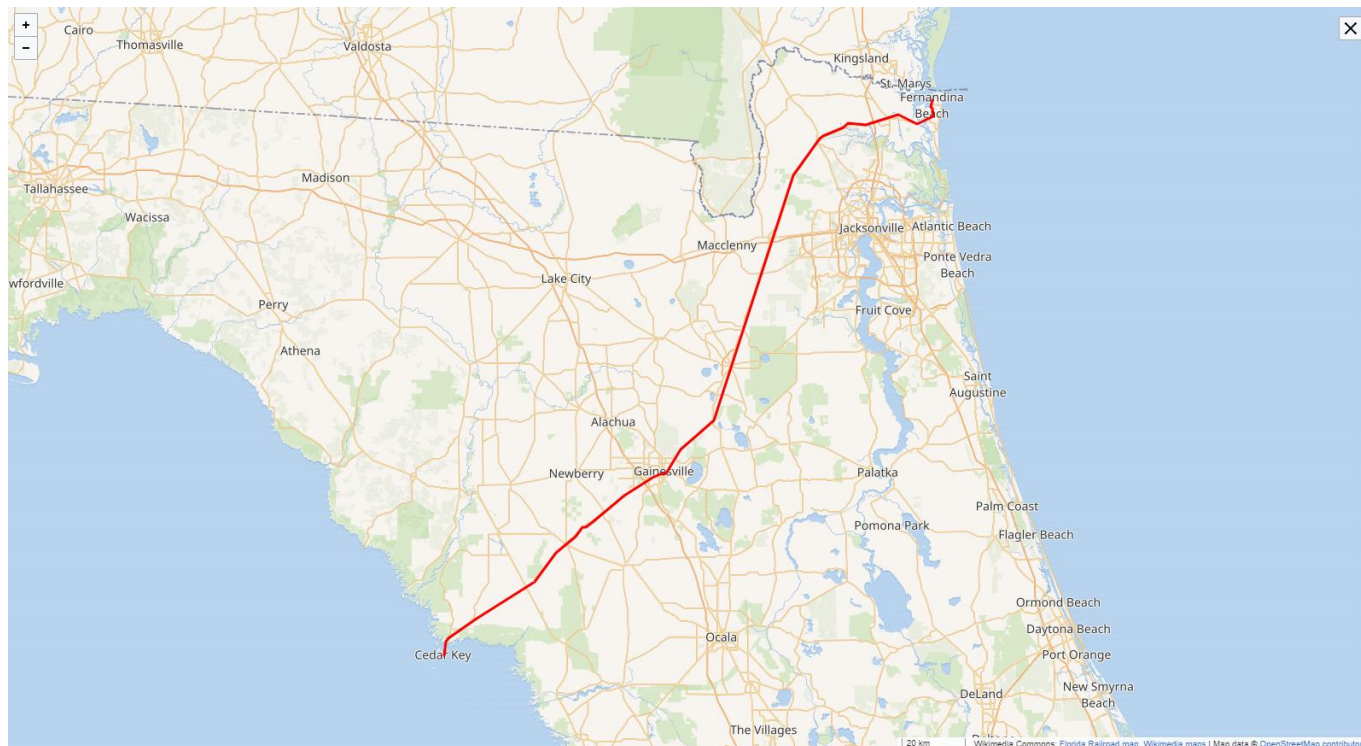 +
−
Cairo
Thomasville
Valdosta
Kingsland
St. Marys
Fernandina
Beach
Tallahassee
Madison
Wacissa
Macclenny
Jacksonville
Atlantic Beach
Ponte Vedra
Beach
Lake City
wfordville
Perry
Fruit Cove
Athena
Saint
Augustine
Alachua
Newberry
Gainesville
Palatka
Palm Coast
Pomona Park
Flagler Beach
Ormond Beach
Ocala
Daytona Beach
Cedar Key
Port Orange
New Smyrna
Beach
DeLand
The Villages
20 km
Wikimedia Commons: Florida Railroad map, Wikimedia maps | Map data © OpenStreetMap contributo